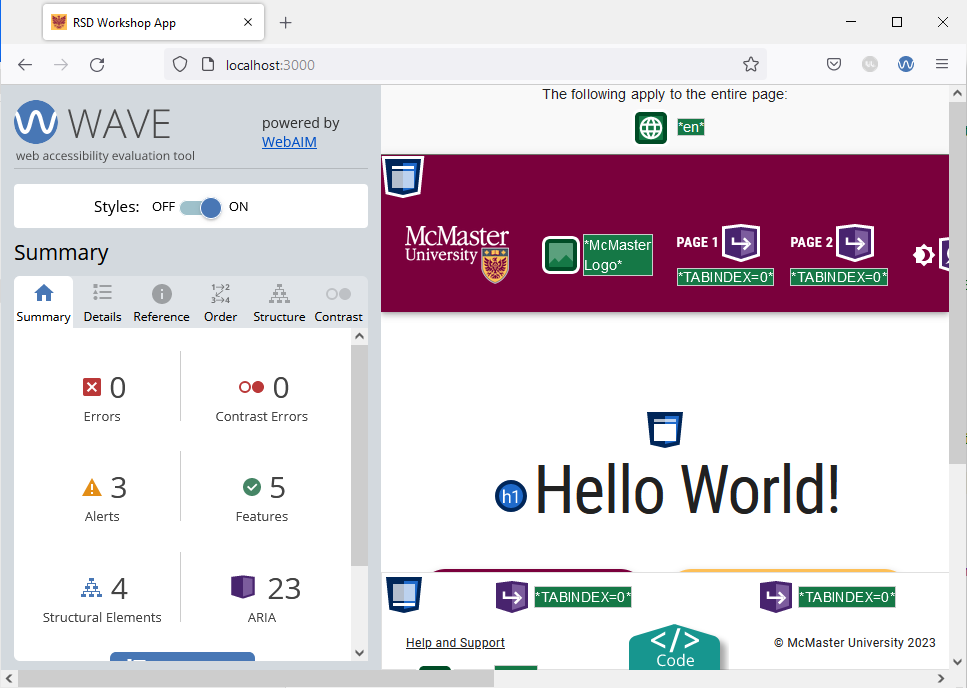 RSD Workshop App
localhost:3000
WAVE
web accessibility evaluation tool
powered by
WebAIM
Styles: OFF ON
Summary
Summary Details Reference Order Structure Contrast
0
Errors
0
Contrast Errors
3
Alerts
5
Features
4
Structural Elements
23
ARIA
The following apply to the entire page:
*en*
McMaster
University
*McMaster
Logo*
PAGE 1
*TABINDEX=0*
PAGE 2
*TABINDEX=0*
h1 Hello World!
*TABINDEX=0*
*TABINDEX=0*
Help and Support
</>
Code
© McMaster University 2023